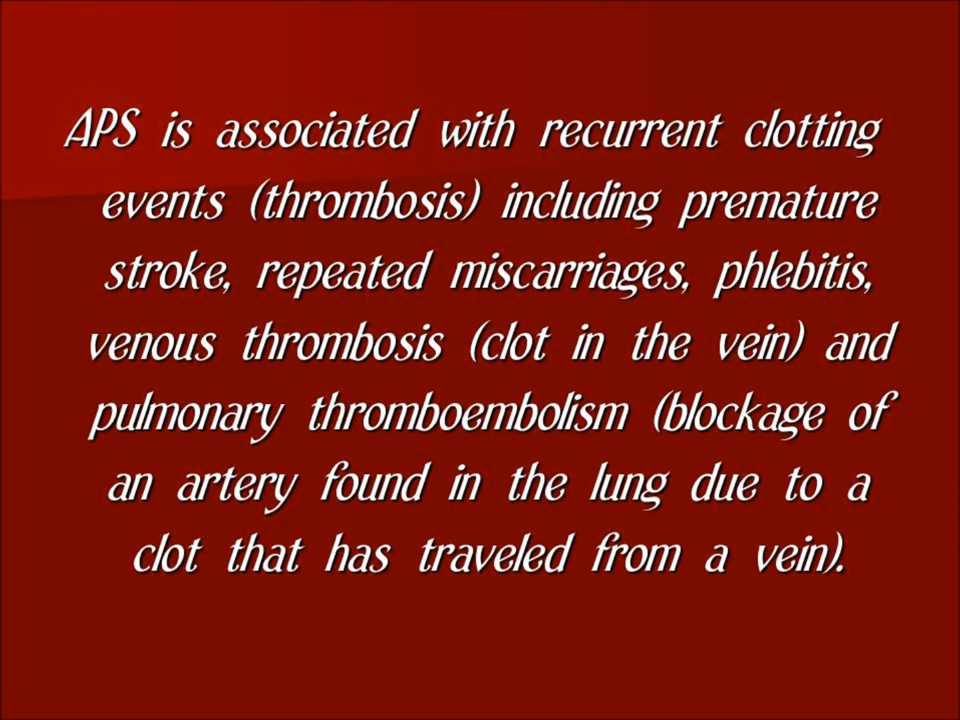 APS is associated with recurrent clotting
events (thrombosis) including premature
stroke, repeated miscarriages, phlebitis,
venous thrombosis (clot in the vein) and
pulmonary thromboembolism (blockage of
an artery found in the lung due to a
clot that has traveled from a vein).